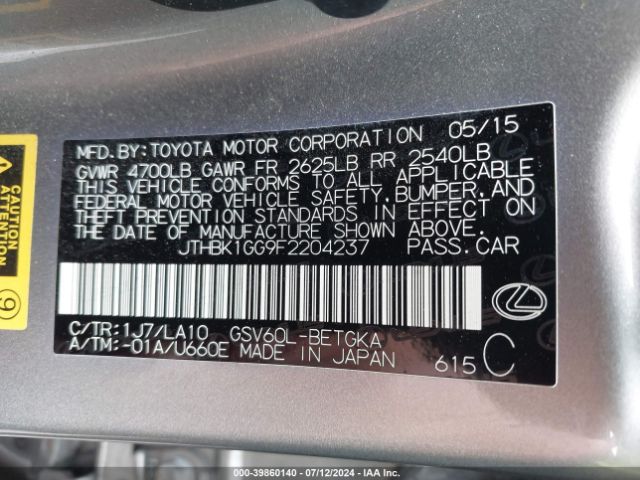 MFD.BY:TOYOTA MOTOR CORPORATION 05/15
GVWR 4700LB GAWR FR 2625LB RR 2540LB
THIS VEHICLE CONFORMS TO ALL APPLICABLE
FEDERAL MOTOR VEHICLE SAFETY,BUMPER,AND
THEFT PREVENTION STANDARDS IN EFFECT ON
THE DATE OF MANUFACTURE SHOWN ABOVE.
JTHBK1GG9F2204237 PASS.CAR
C/TR:1J7/LA10 GSV60L-BETGKA
A/TM:-01A/U660E MADE IN JAPAN 615 C
CAUTION
ATTENTION
9
000-39860140 - 07/12/2024 - IAA Inc.